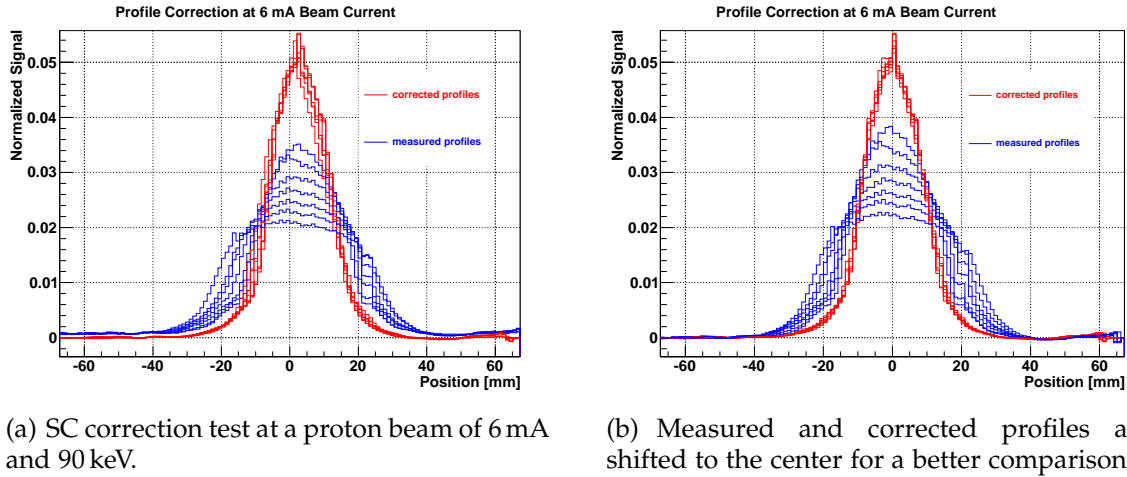 Profile Correction at 6 mA Beam Current
Normalized Signal
0.05
0.04
0.03
0.02
0.01
0
corrected profiles
measured profiles
-60 -40 -20 0 20 40 60
Position [mm]
(a) SC correction test at a proton beam of 6 mA
and 90 keV.
Profile Correction at 6 mA Beam Current
Normalized Signal
0.05
0.04
0.03
0.02
0.01
0
corrected profiles
measured profiles
-60 -40 -20 0 20 40 60
Position [mm]
(b) Measured and corrected profiles a
shifted to the center for a better comparison